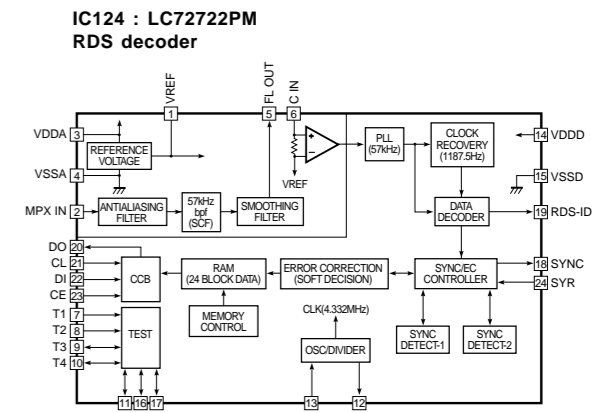 IC124 : LC72722PM
RDS decoder
VREF
FL OUT
C IN
1
5
6
VDDA 3
REFERENCE
VOLTAGE
VSSA 4
MPX IN 2
ANTIALIASING
FILTER
57kHz
bpf
(SCF)
SMOOTHING
FILTER
+
–
VREF
PLL
(57kHz)
CLOCK
RECOVERY
(1187.5Hz)
DATA
DECODER
14 VDDD
15 VSSD
19 RDS-ID
DO 20
CL 21
DI 22
CE 23
CCB
RAM
(24 BLOCK DATA)
ERROR CORRECTION
(SOFT DECISION)
SYNC/EC
CONTROLLER
18 SYNC
24 SYR
T1 7
T2 8
T3 9
T4 10
TEST
MEMORY
CONTROL
CLK(4.332MHz)
OSC/DIVIDER
SYNC
DETECT-1
SYNC
DETECT-2
11 16 17
13
12